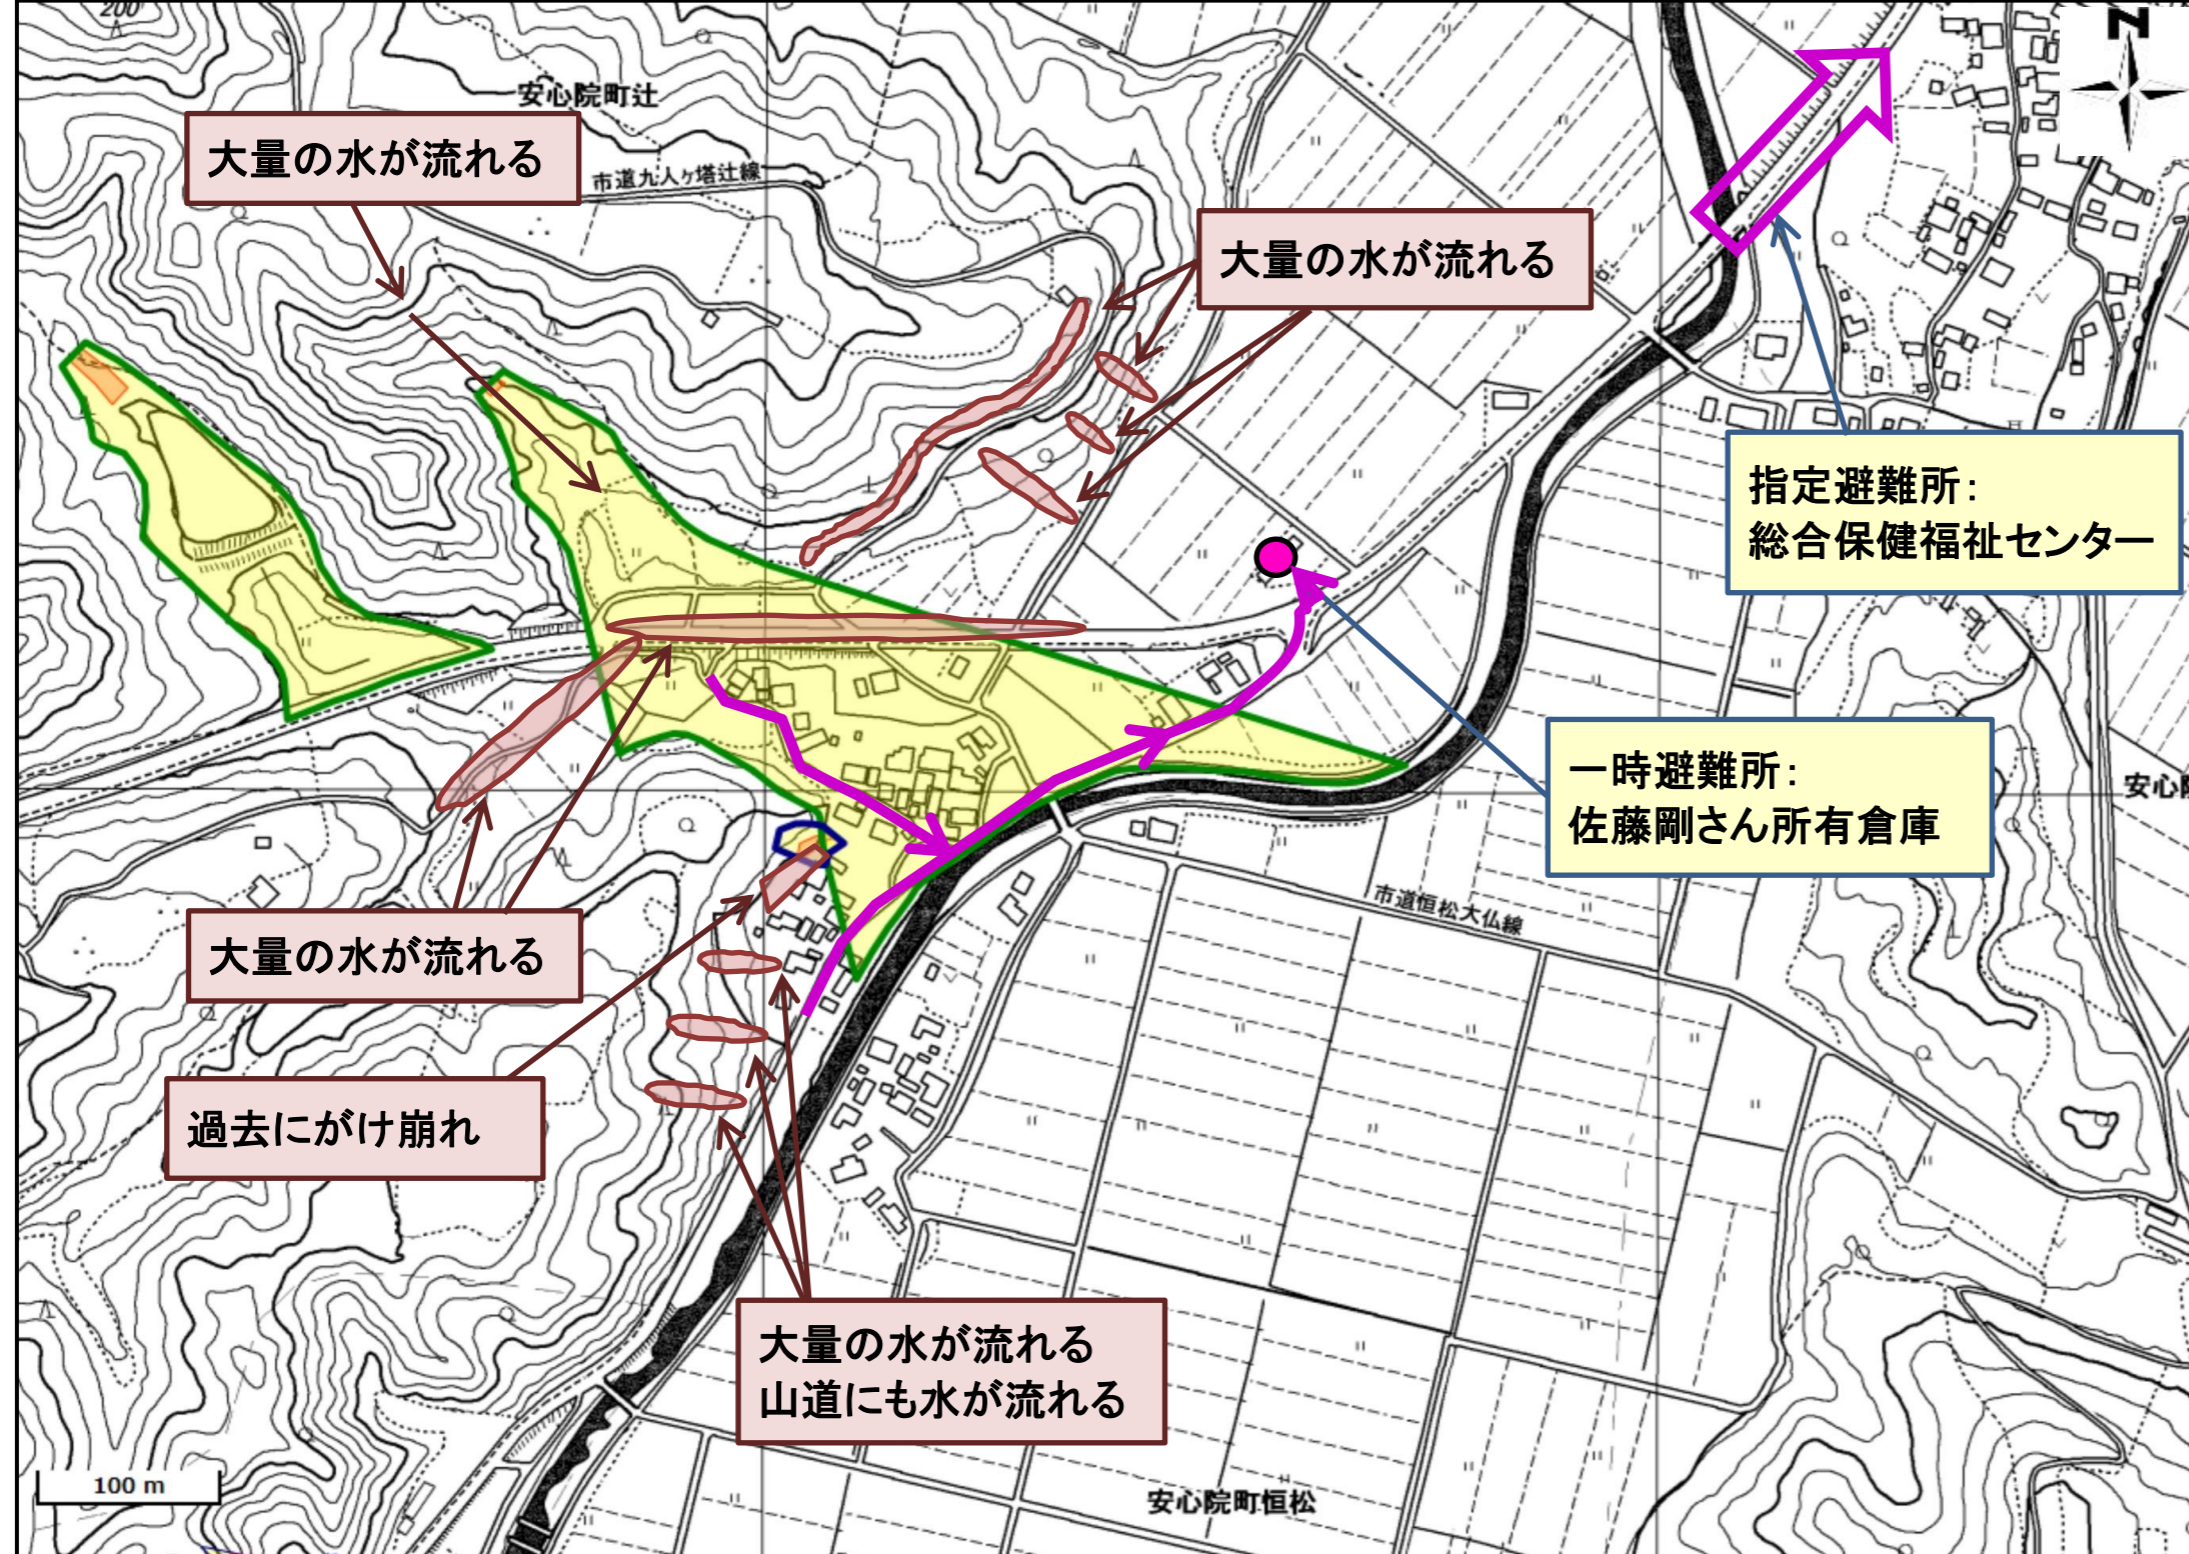 200
N
安心院町辻
大量の水が流れる
市道九人ヶ塔辻線
大量の水が流れる
指定避難所：
総合保健福祉センター
一時避難所：
佐藤剛さん所有倉庫
安心院
市道恒松大仏線
大量の水が流れる
過去にがけ崩れ
大量の水が流れる
山道にも水が流れる
100 m
安心院町恒松